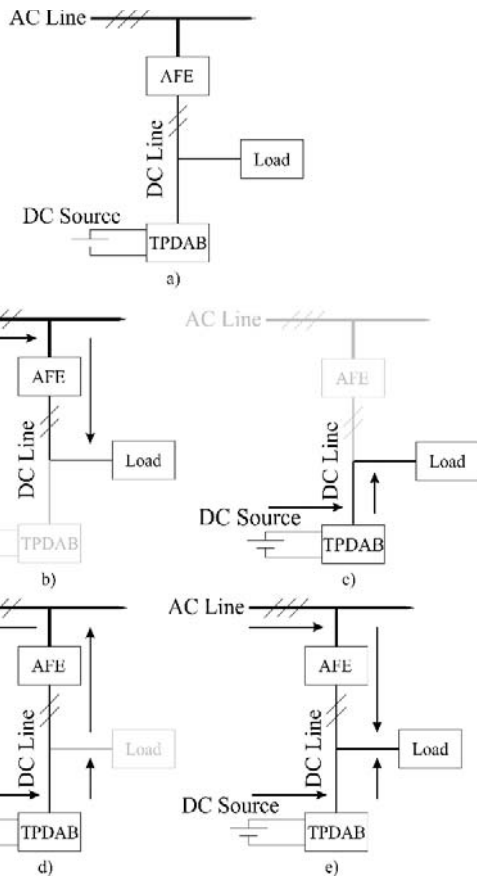 AC Line
AFE
DC Line
Load
DC Source
TPDAB
a)
AFE
DC Line
Load
TPDAB
b)
AC Line
AFE
DC Line
Load
DC Source
TPDAB
c)
AFE
DC Line
Load
TPDAB
d)
AC Line
AFE
DC Line
Load
DC Source
TPDAB
e)